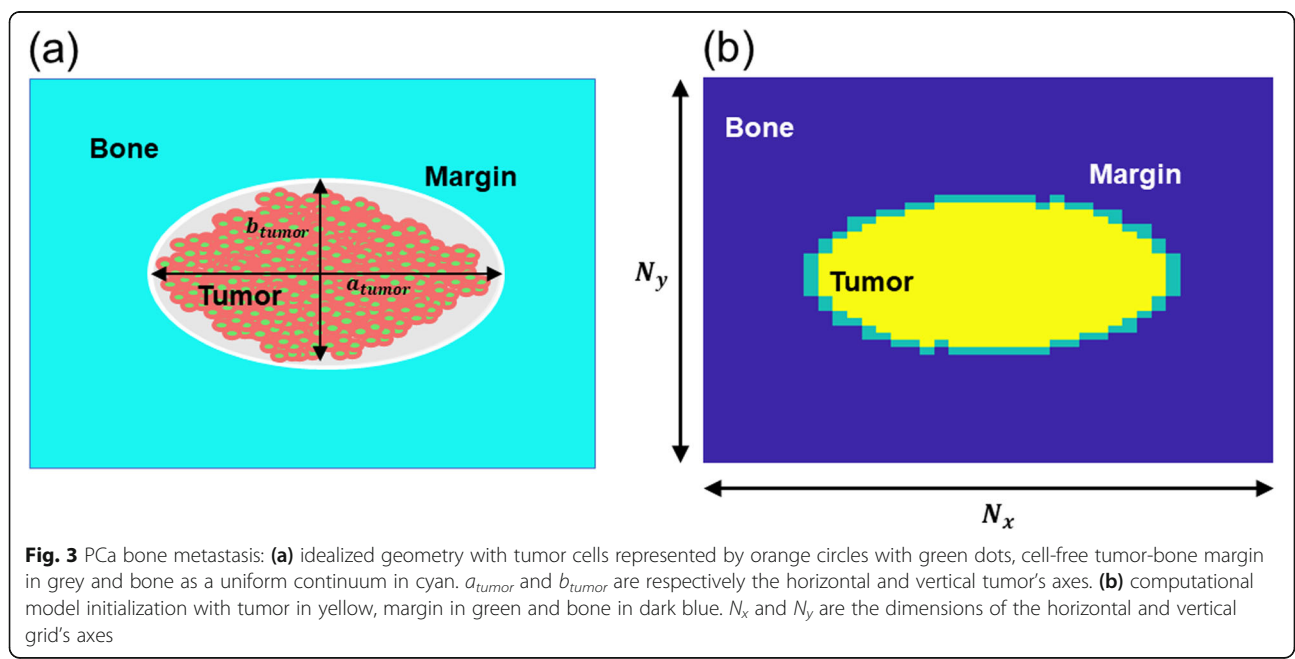 (a)
Bone
Margin
b_tumor
a_tumor
Tumor
(b)
Bone
Margin
Tumor
N_y
N_x
Fig. 3 PCa bone metastasis: (a) idealized geometry with tumor cells represented by orange circles with green dots, cell-free tumor-bone margin
in grey and bone as a uniform continuum in cyan. a_tumor and b_tumor are respectively the horizontal and vertical tumor's axes. (b) computational
model initialization with tumor in yellow, margin in green and bone in dark blue. N_x and N_y are the dimensions of the horizontal and vertical
grid's axes